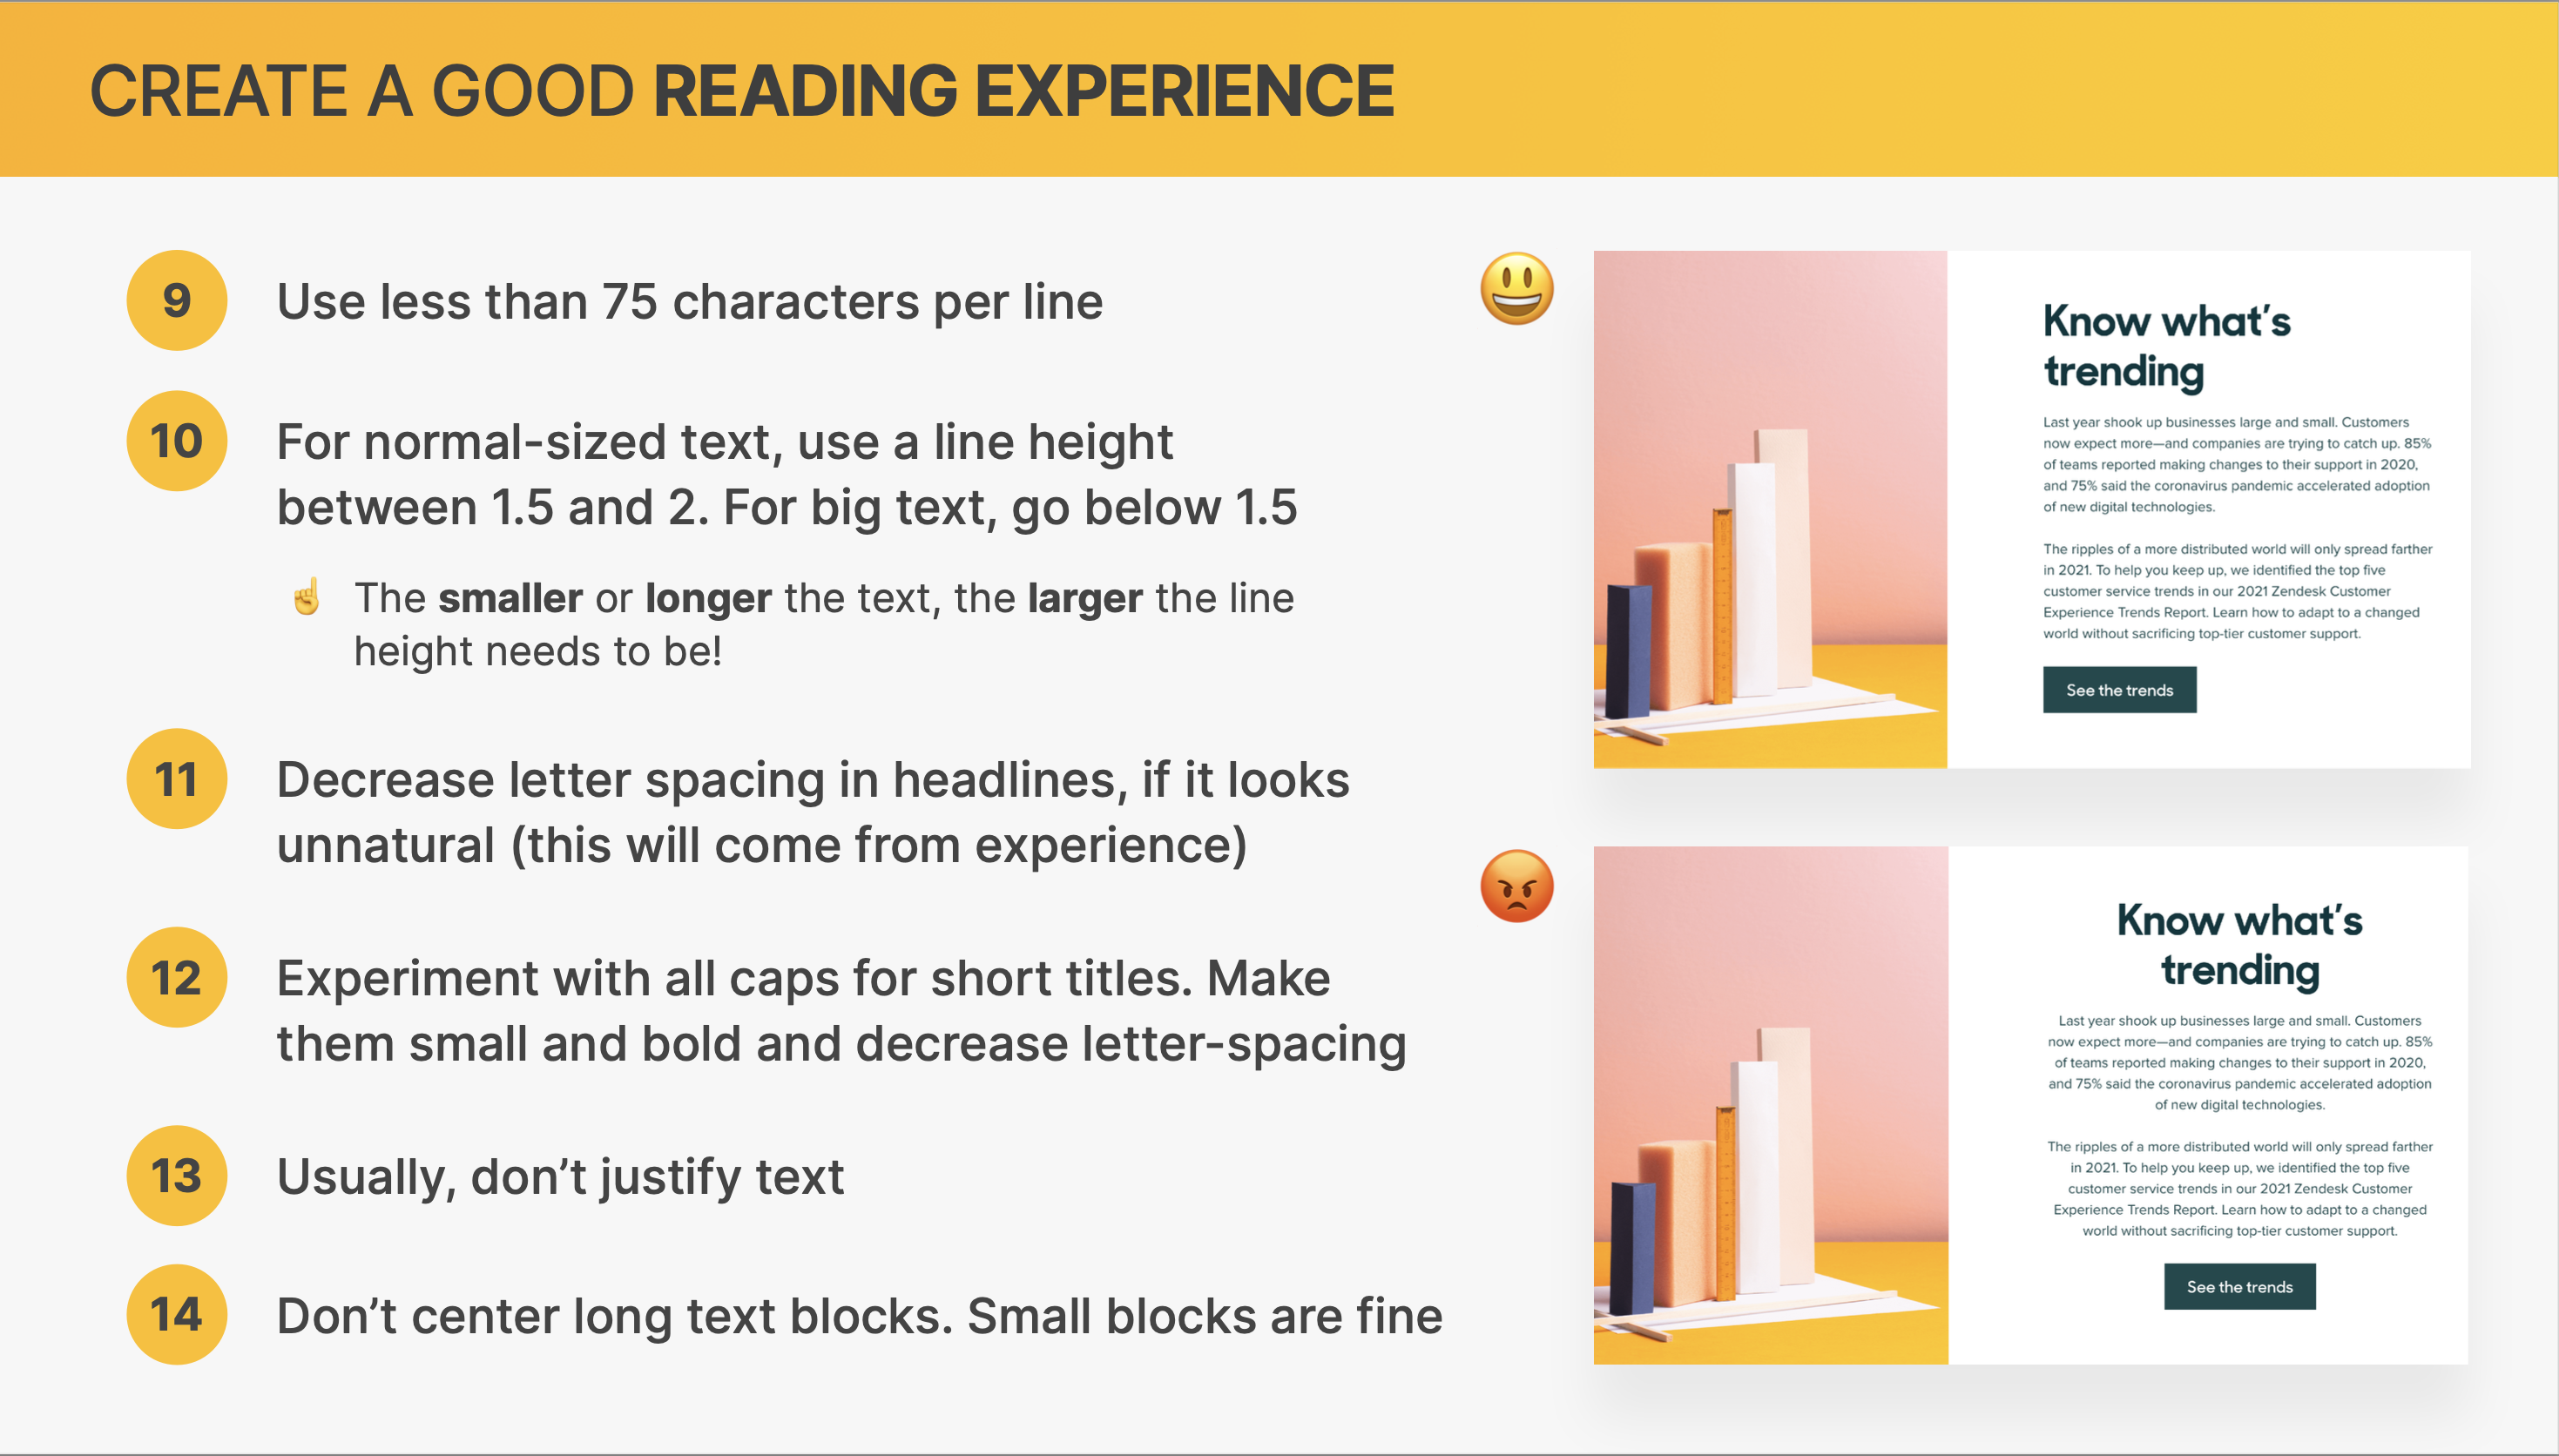 CREATE A GOOD READING EXPERIENCE
9
Use less than 75 characters per line
10
For normal-sized text, use a line height
between 1.5 and 2. For big text, go below 1.5
The smaller or longer the text, the larger the line
height needs to be!
11
Decrease letter spacing in headlines, if it looks
unnatural (this will come from experience)
12
Experiment with all caps for short titles. Make
them small and bold and decrease letter-spacing
13
Usually, don’t justify text
14
Don’t center long text blocks. Small blocks are fine
Know what’s
trending
Last year shook up businesses large and small. Customers
now expect more—and companies are trying to catch up. 85%
of teams reported making changes to their support in 2020,
and 75% said the coronavirus pandemic accelerated adoption
of new digital technologies.
The ripples of a more distributed world will only spread farther
in 2021. To help you keep up, we identified the top five
customer service trends in our 2021 Zendesk Customer
Experience Trends Report. Learn how to adapt to a changed
world without sacrificing top-tier customer support.
See the trends
Know what’s
trending
Last year shook up businesses large and small. Customers
now expect more—and companies are trying to catch up. 85%
of teams reported making changes to their support in 2020,
and 75% said the coronavirus pandemic accelerated adoption
of new digital technologies.
The ripples of a more distributed world will only spread farther
in 2021. To help you keep up, we identified the top five
customer service trends in our 2021 Zendesk Customer
Experience Trends Report. Learn how to adapt to a changed
world without sacrificing top-tier customer support.
See the trends